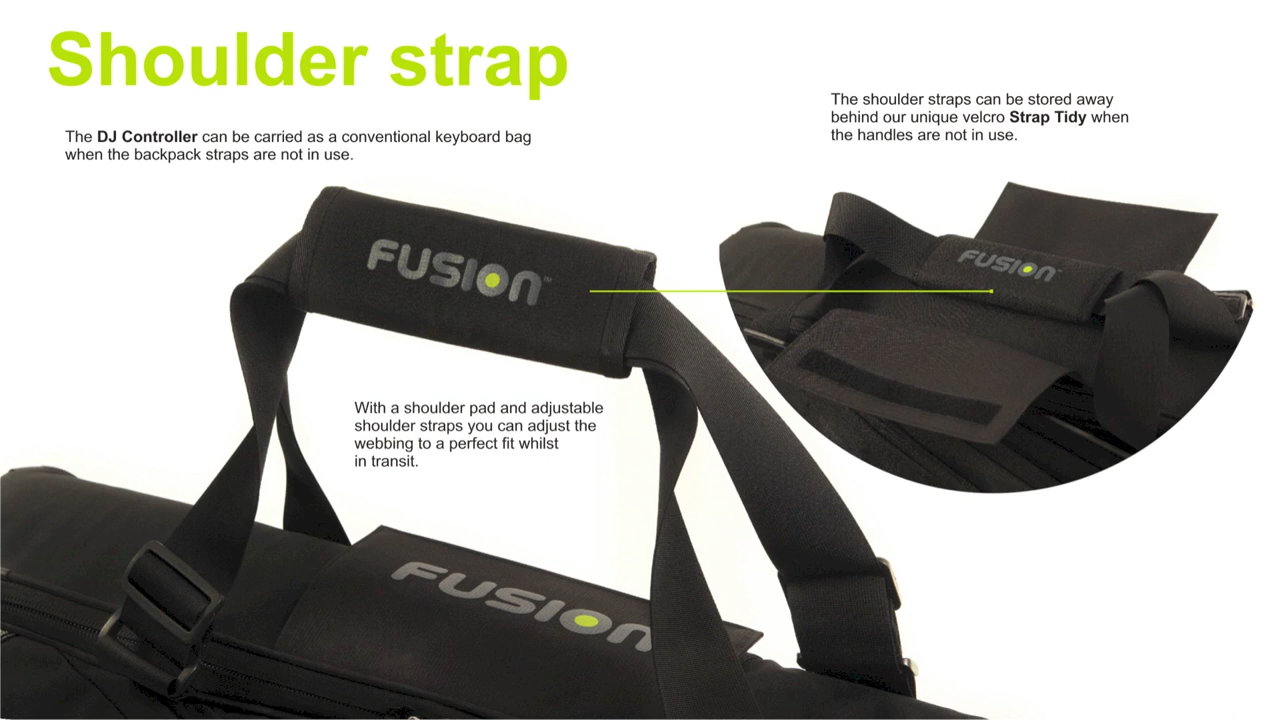 Shoulder strap
The DJ Controller can be carried as a conventional keyboard bag
when the backpack straps are not in use.
The shoulder straps can be stored away
behind our unique velcro Strap Tidy when
the handles are not in use.
FUSION™
FUSION
With a shoulder pad and adjustable
shoulder straps you can adjust the
webbing to a perfect fit whilst
in transit.
FUSION